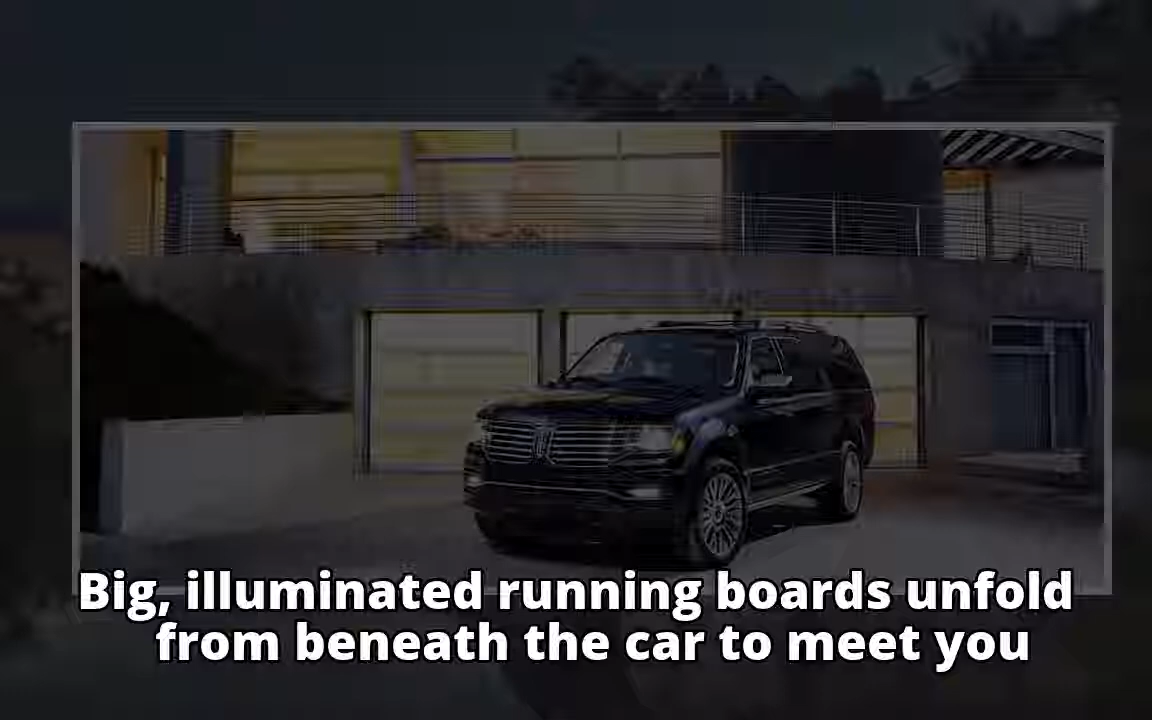 Big, illuminated running boards unfold
from beneath the car to meet you